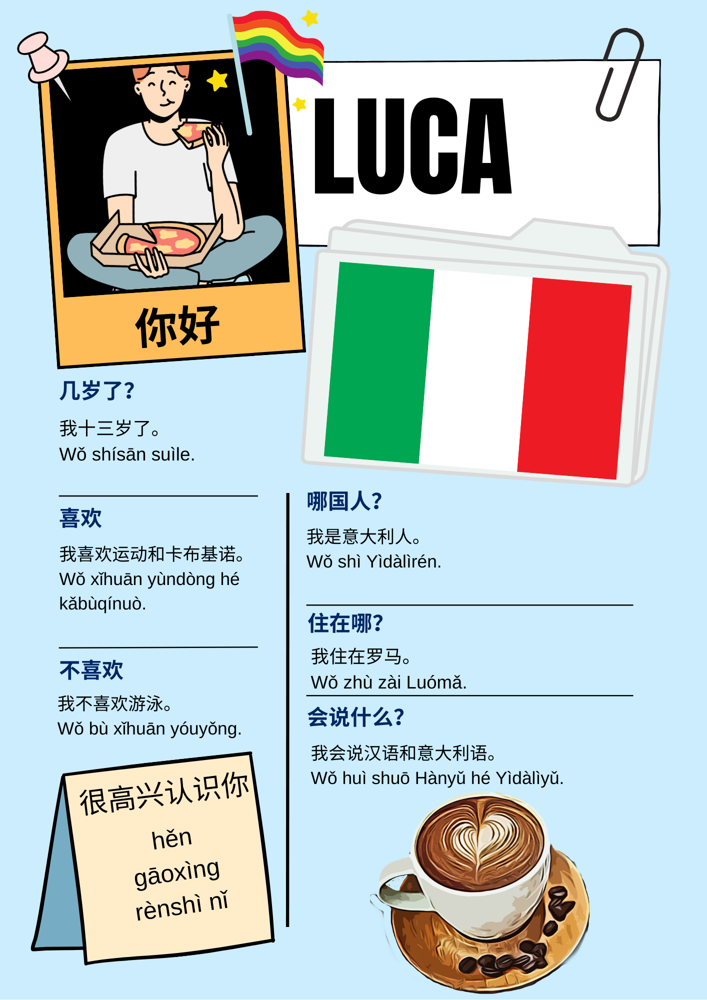 LUCA
你好
几岁了？
我十三岁了。
Wǒ shísān suìle.
喜欢
我喜欢运动和卡布基诺。
Wǒ xǐhuān yùndòng hé
kǎbùqínuò.
不喜欢
我不喜欢游泳。
Wǒ bù xǐhuān yóuyǒng.
很高兴认识你
hěn
gāoxìng
rènshì nǐ
哪国人？
我是意大利人。
Wǒ shì Yìdàlìrén.
住在哪？
我住在罗马。
Wǒ zhù zài Luómǎ.
会说什么？
我会说汉语和意大利语。
Wǒ huì shuō Hànyǔ hé Yìdàlìyǔ.